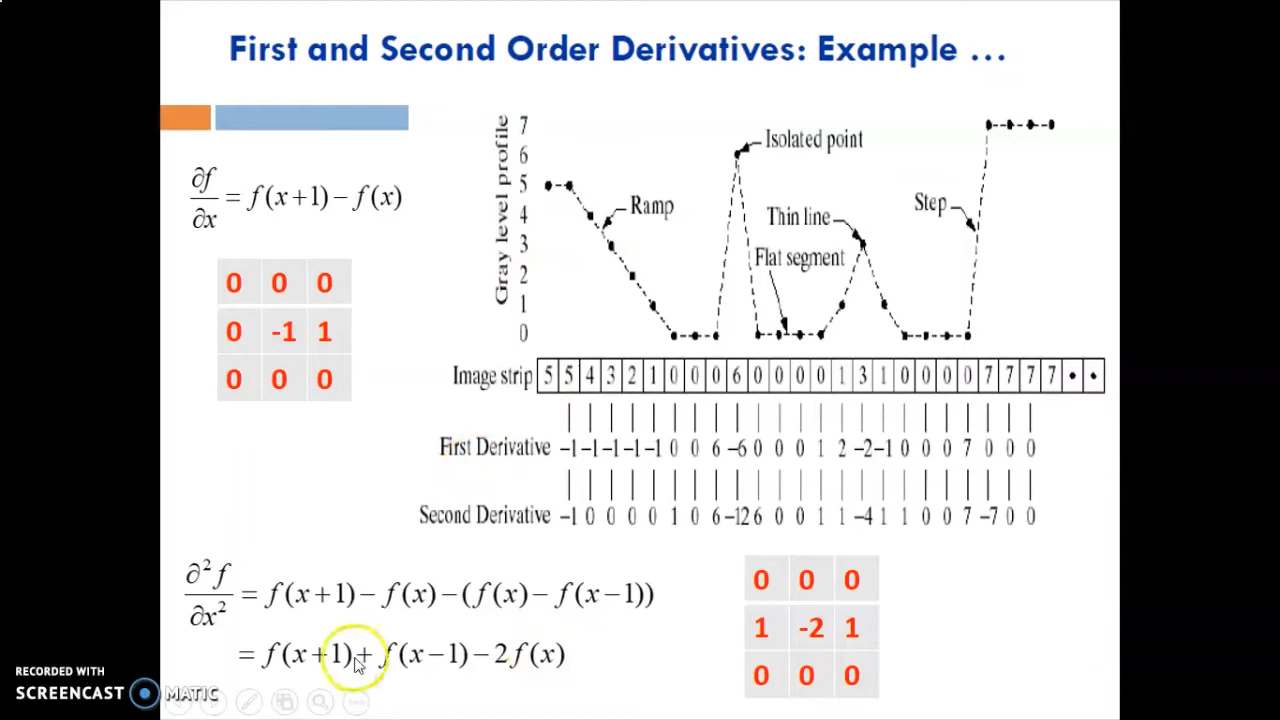 First and Second Order Derivatives: Example ...
∂f/∂x = f(x+1) − f(x)
0 0 0
0 -1 1
0 0 0
Gray level profile
7
6
5
4
3
2
1
0
Isolated point
Ramp
Thin line
Step
Flat segment
Image strip 5 5 4 3 2 1 0 0 0 6 0 0 0 0 1 3 1 0 0 0 0 7 7 7 7 • •
First Derivative −1 −1 −1 −1 −1 0 0 6 −6 0 0 0 1 2 −2 −1 0 0 0 7 0 0 0
Second Derivative −1 0 0 0 0 1 0 6 −12 6 0 0 1 1 −4 1 1 0 0 7 −7 0 0
∂²f/∂x² = f(x+1) − f(x) − (f(x) − f(x−1))
= f(x+1) + f(x−1) − 2f(x)
0 0 0
1 -2 1
0 0 0
RECORDED WITH
SCREENCAST MATIC